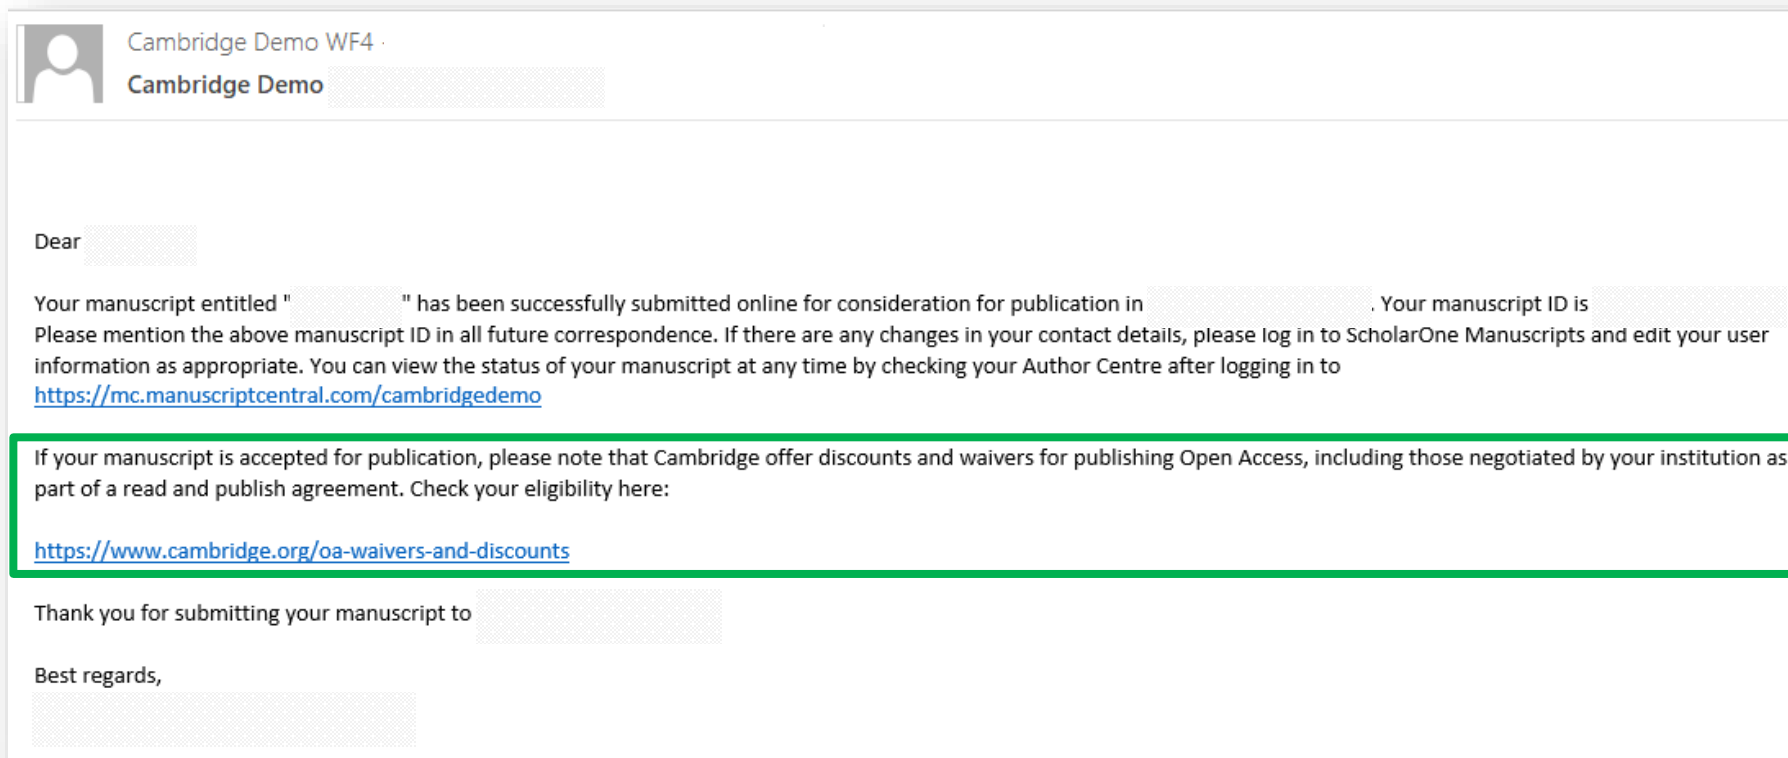 Cambridge Demo WF4 ·
Cambridge Demo
Dear
Your manuscript entitled " " has been successfully submitted online for consideration for publication in . Your manuscript ID is
Please mention the above manuscript ID in all future correspondence. If there are any changes in your contact details, please log in to ScholarOne Manuscripts and edit your user
information as appropriate. You can view the status of your manuscript at any time by checking your Author Centre after logging in to
https://mc.manuscriptcentral.com/cambridgedemo
If your manuscript is accepted for publication, please note that Cambridge offer discounts and waivers for publishing Open Access, including those negotiated by your institution as
part of a read and publish agreement. Check your eligibility here:
https://www.cambridge.org/oa-waivers-and-discounts
Thank you for submitting your manuscript to
Best regards,